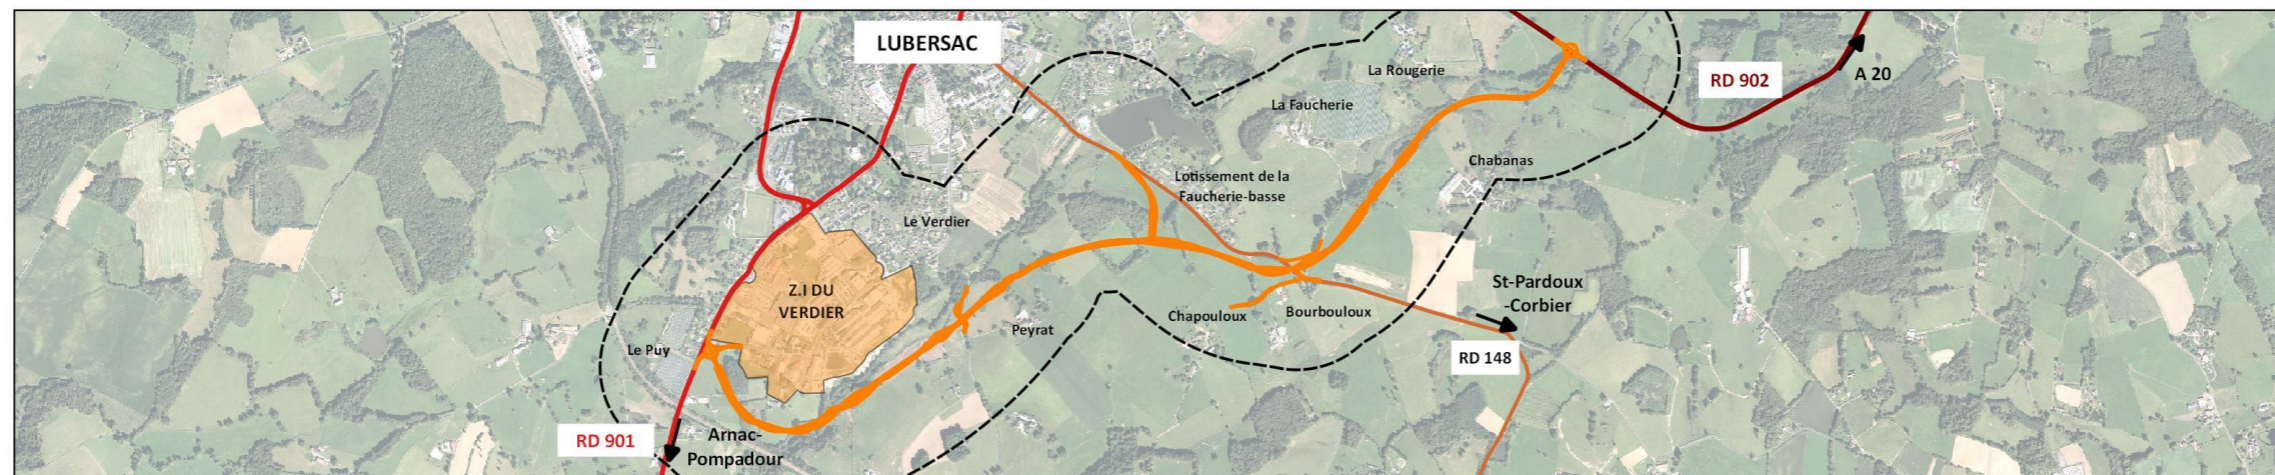 LUBERSAC
La Rougerie
RD 902
A 20
La Faucherie
Chabanas
Lotissement de la
Faucherie-basse
Le Verdier
Z.I DU
VERDIER
St-Pardoux
-Corbier
Chapouloux
Bourbouloux
Peyrat
Le Puy
RD 148
RD 901
Arnac-
Pompadour